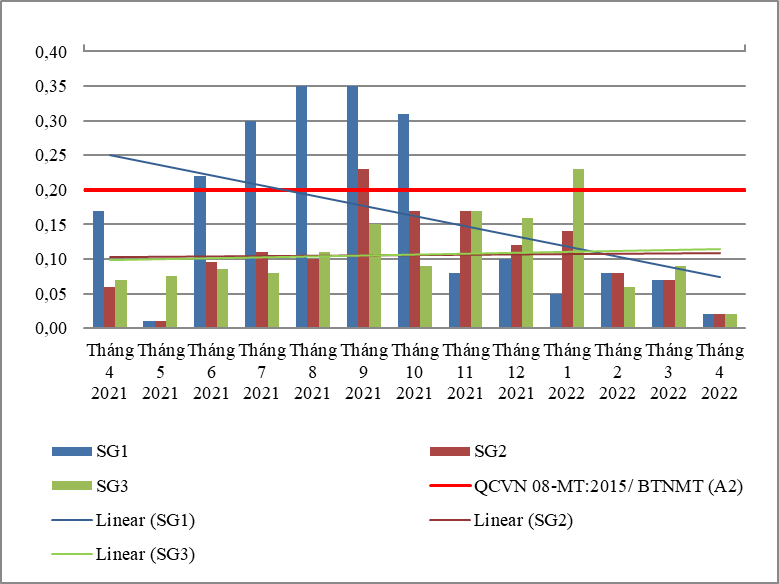 0,40
0,35
0,30
0,25
0,20
0,15
0,10
0,05
0,00
Tháng 4 2021
Tháng 5 2021
Tháng 6 2021
Tháng 7 2021
Tháng 8 2021
Tháng 9 2021
Tháng 10 2021
Tháng 11 2021
Tháng 12 2021
Tháng 1 2022
Tháng 2 2022
Tháng 3 2022
Tháng 4 2022
SG1
SG2
SG3
QCVN 08-MT:2015/ BTNMT (A2)
Linear (SG1)
Linear (SG2)
Linear (SG3)